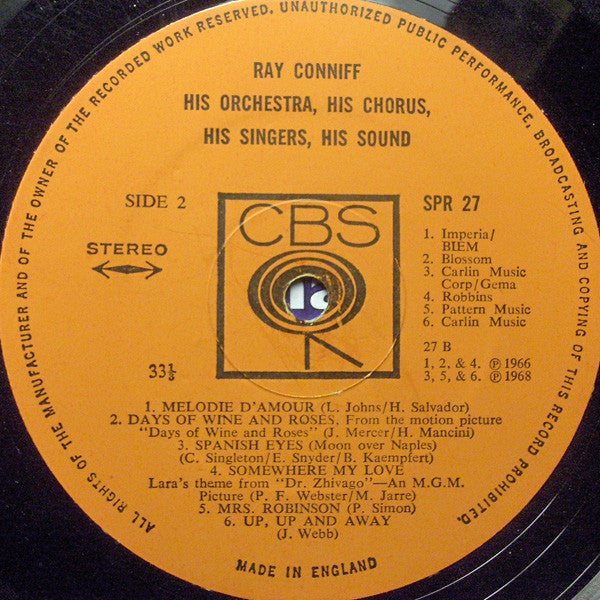 ALL RIGHTS OF THE MANUFACTURER AND OF THE OWNER OF THE RECORDED WORK RESERVED. UNAUTHORIZED PUBLIC PERFORMANCE, BROADCASTING AND COPYING OF THIS RECORD PROHIBITED.
RAY CONNIFF
HIS ORCHESTRA, HIS CHORUS,
HIS SINGERS, HIS SOUND
SIDE 2
STEREO
33⅓
CBS
SPR 27
1. Imperia/
BIEM
2. Blossom
3. Carlin Music
Corp/Gema
4. Robbins
5. Pattern Music
6. Carlin Music
27 B
1, 2, & 4. ℗ 1966
3, 5, & 6. ℗ 1968
1. MELODIE D'AMOUR (L. Johns/H. Salvador)
2. DAYS OF WINE AND ROSES, From the motion picture
"Days of Wine and Roses" (J. Mercer/H. Mancini)
3. SPANISH EYES (Moon over Naples)
(C. Singleton/E. Snyder/B. Kaempfert)
4. SOMEWHERE MY LOVE
Lara's theme from "Dr. Zhivago"—An M.G.M.
Picture (P. F. Webster/M. Jarre)
5. MRS. ROBINSON (P. Simon)
6. UP, UP AND AWAY
(J. Webb)
MADE IN ENGLAND